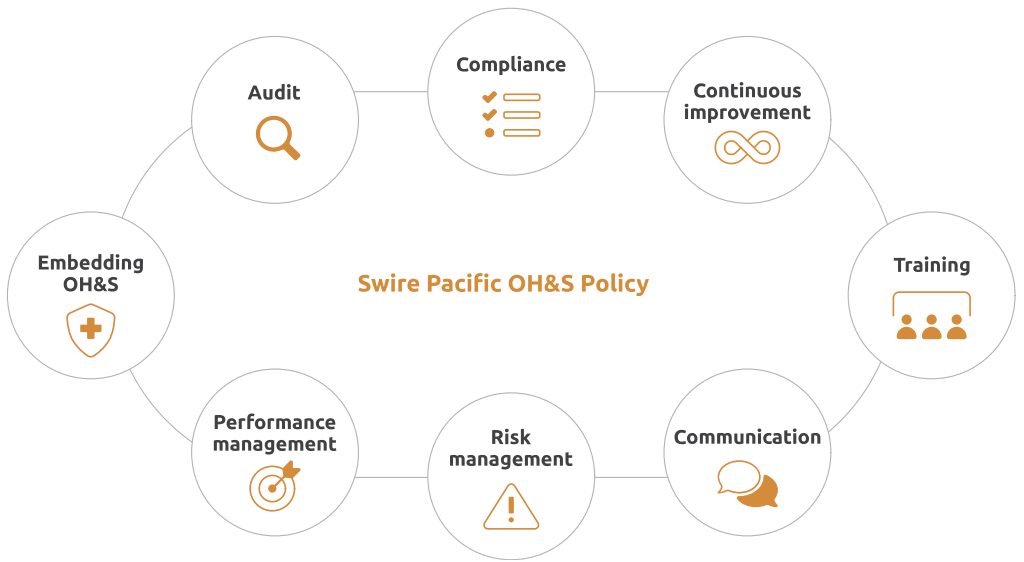 Compliance
Audit
Continuous
improvement
Embedding
OH&S
Training
Swire Pacific OH&S Policy
Performance
management
Risk
management
Communication